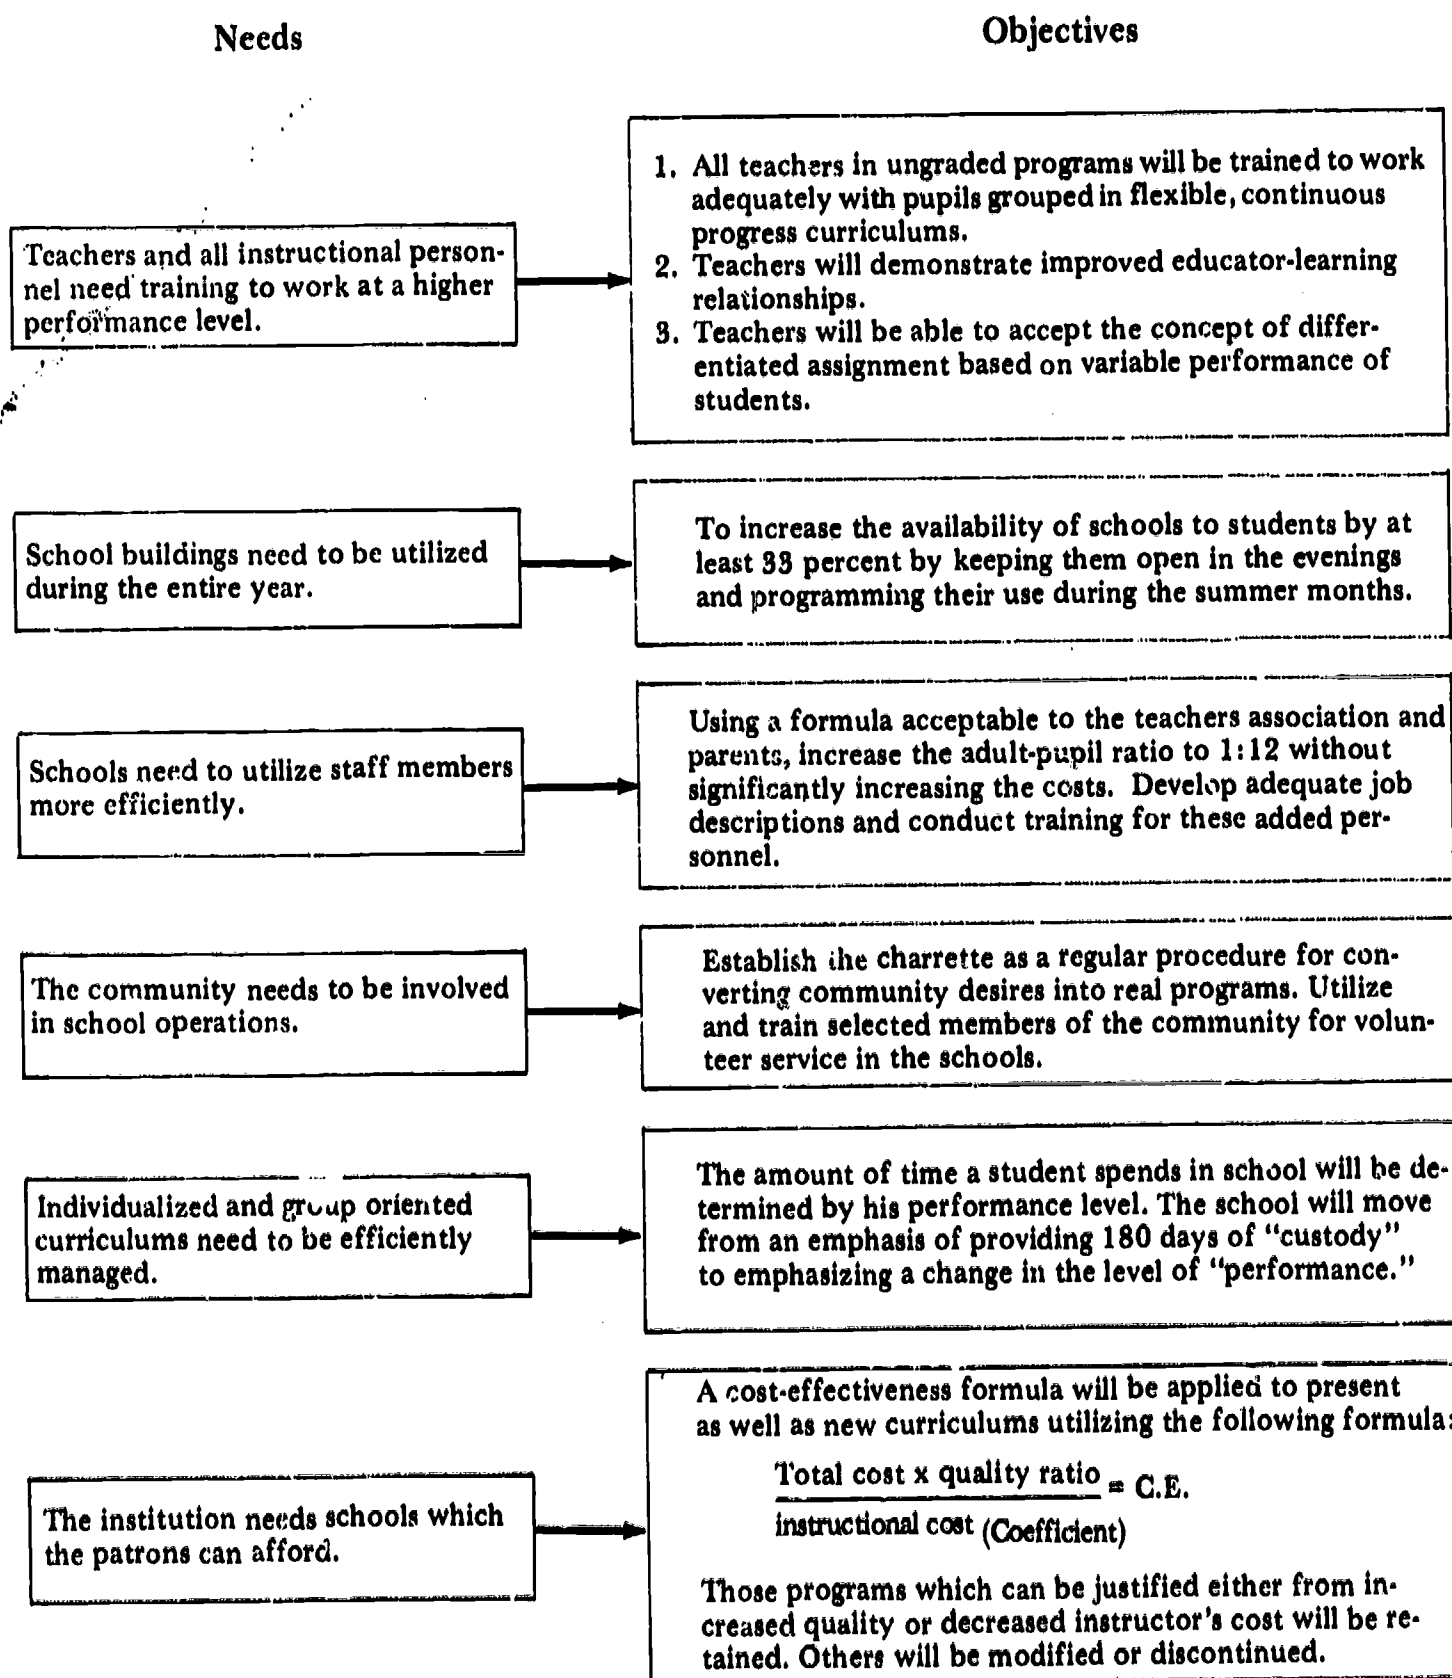 Needs
Objectives
Teachers and all instructional person-
nel need training to work at a higher
performance level.
1. All teachers in ungraded programs will be trained to work
adequately with pupils grouped in flexible, continuous
progress curriculums.
2. Teachers will demonstrate improved educator-learning
relationships.
3. Teachers will be able to accept the concept of differ-
entiated assignment based on variable performance of
students.
School buildings need to be utilized
during the entire year.
To increase the availability of schools to students by at
least 33 percent by keeping them open in the evenings
and programming their use during the summer months.
Schools need to utilize staff members
more efficiently.
Using a formula acceptable to the teachers association and
parents, increase the adult-pupil ratio to 1:12 without
significantly increasing the costs. Develop adequate job
descriptions and conduct training for these added per-
sonnel.
The community needs to be involved
in school operations.
Establish the charrette as a regular procedure for con-
verting community desires into real programs. Utilize
and train selected members of the community for volun-
teer service in the schools.
Individualized and group oriented
curriculums need to be efficiently
managed.
The amount of time a student spends in school will be de-
termined by his performance level. The school will move
from an emphasis of providing 180 days of “custody”
to emphasizing a change in the level of “performance.”
The institution needs schools which
the patrons can afford.
A cost-effectiveness formula will be applied to present
as well as new curriculums utilizing the following formula:
Total cost x quality ratio = C.E.
instructional cost (Coefficient)
Those programs which can be justified either from in-
creased quality or decreased instructor's cost will be re-
tained. Others will be modified or discontinued.